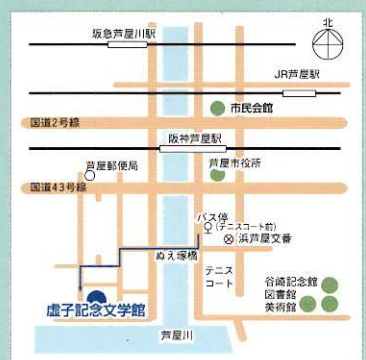 北
阪急芦屋川駅
JR芦屋駅
市民会館
国道2号線
阪神芦屋駅
芦屋郵便局
芦屋市役所
国道43号線
バス停
(テニスコート前)
浜芦屋交番
ぬえ塚橋
テニス
コート
谷崎記念館
図書館
美術館
虚子記念文学館
芦屋川